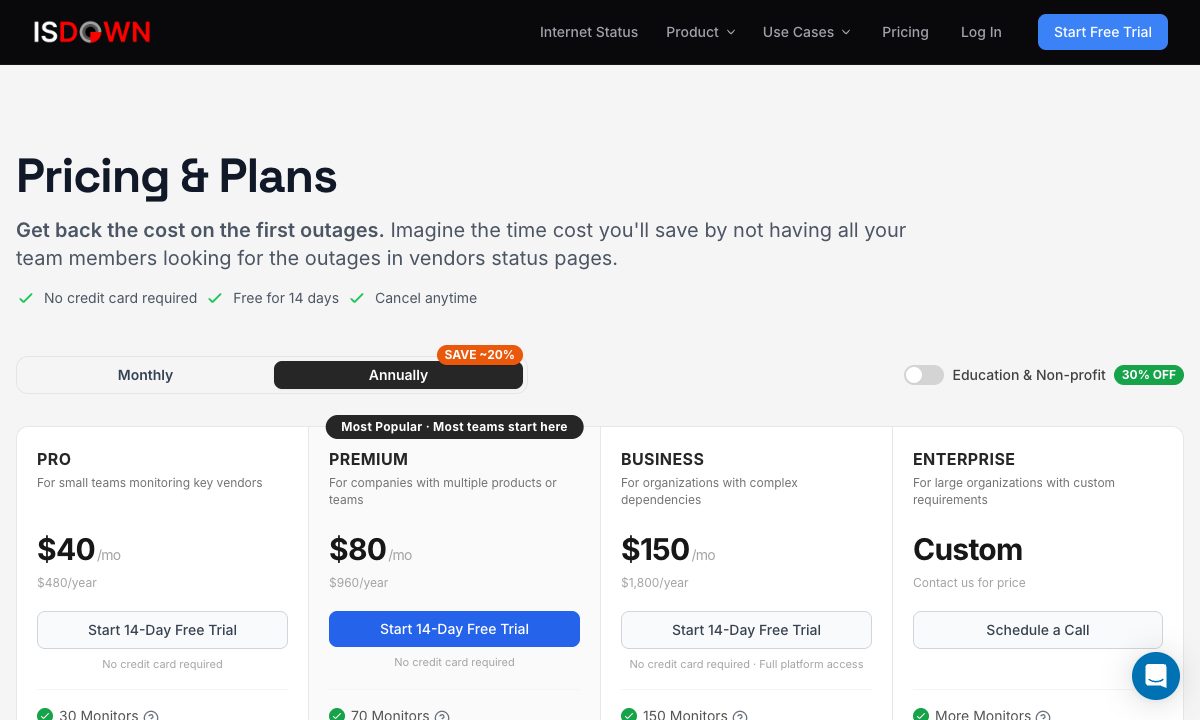 ISDOWN
Internet Status
Product
Use Cases
Pricing
Log In
Start Free Trial
Pricing & Plans
Get back the cost on the first outages. Imagine the time cost you'll save by not having all your
team members looking for the outages in vendors status pages.
No credit card required
Free for 14 days
Cancel anytime
Monthly
Annually
SAVE ~20%
Education & Non-profit
30% OFF
PRO
For small teams monitoring key vendors
$40/mo
$480/year
Start 14-Day Free Trial
No credit card required
30 Monitors
Most Popular · Most teams start here
PREMIUM
For companies with multiple products or
teams
$80/mo
$960/year
Start 14-Day Free Trial
No credit card required
70 Monitors
BUSINESS
For organizations with complex
dependencies
$150/mo
$1,800/year
Start 14-Day Free Trial
No credit card required · Full platform access
150 Monitors
ENTERPRISE
For large organizations with custom
requirements
Custom
Contact us for price
Schedule a Call
More Monitors